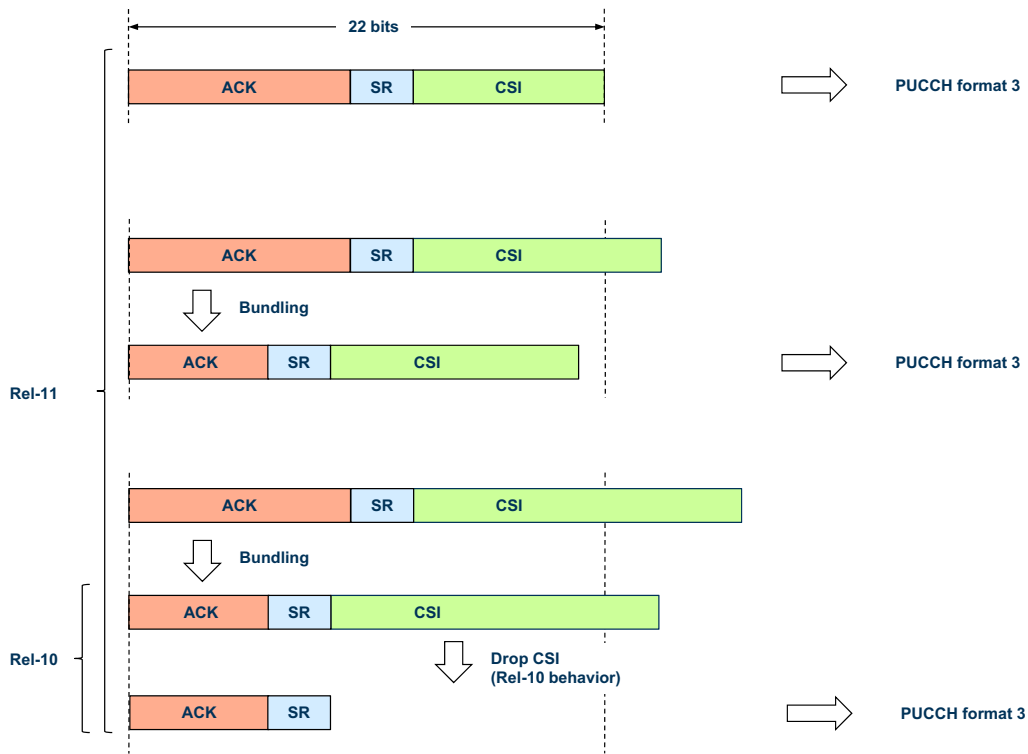 22 bits
ACK SR CSI
PUCCH format 3
ACK SR CSI
Bundling
ACK SR CSI
PUCCH format 3
Rel-11
ACK SR CSI
Bundling
ACK SR CSI
Rel-10
Drop CSI
(Rel-10 behavior)
ACK SR
PUCCH format 3